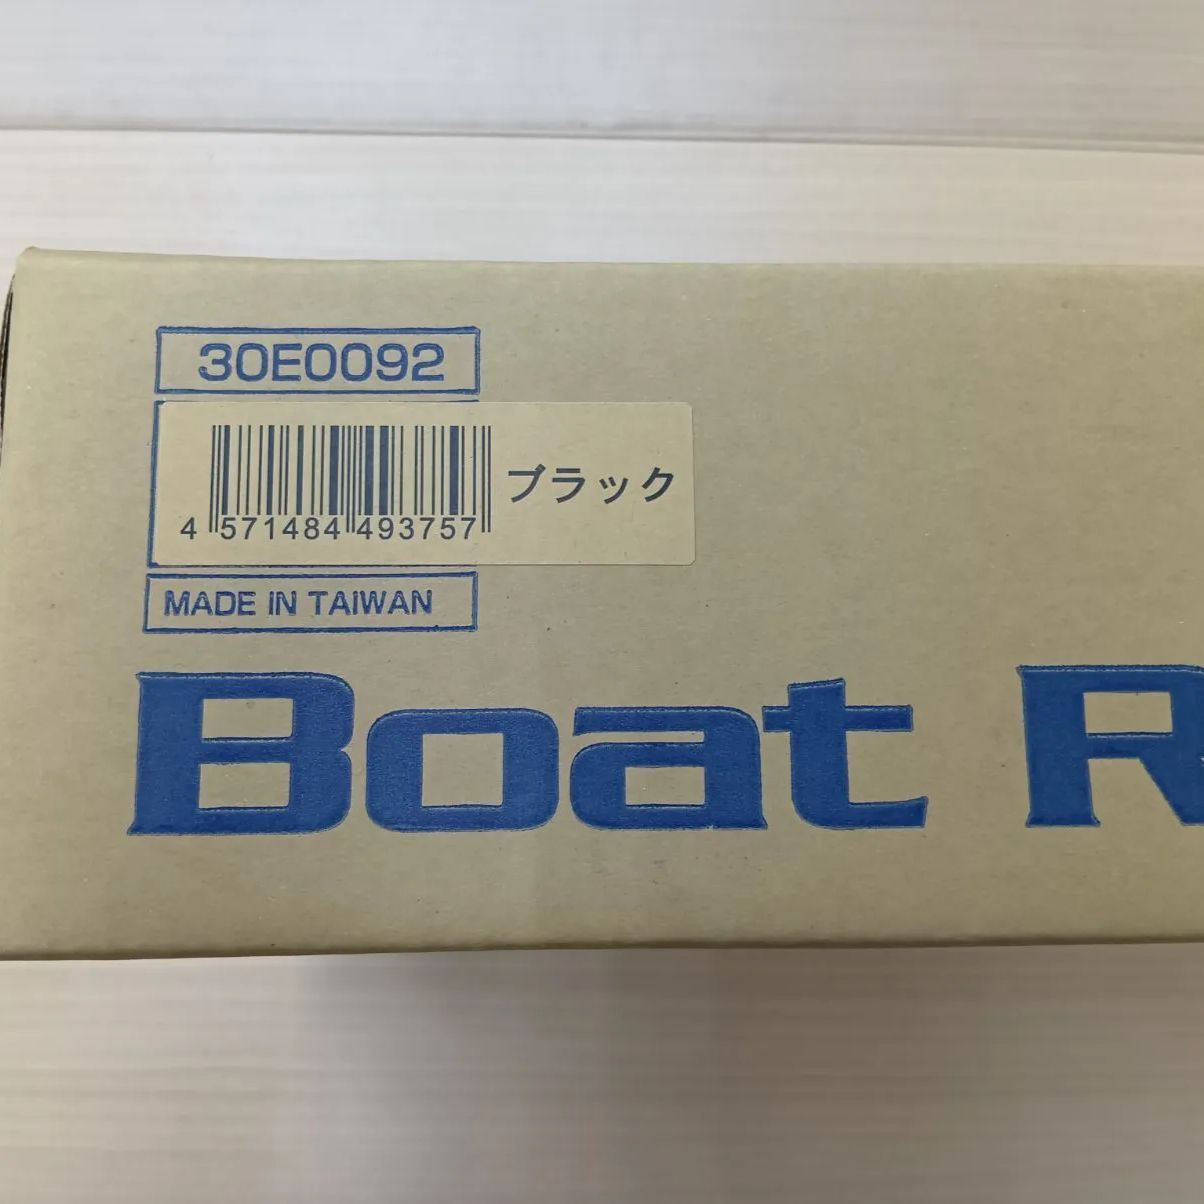 30E0092
ブラック
4 571484 493757
MADE IN TAIWAN
Boat R